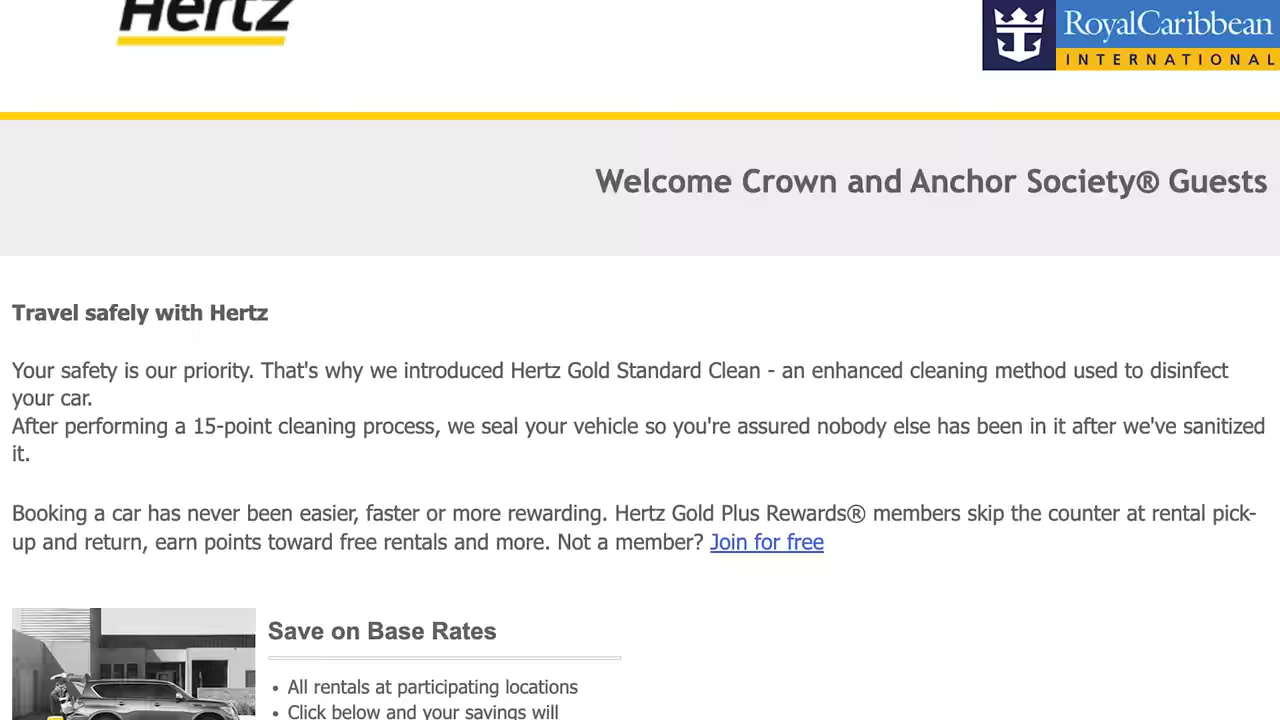 Hertz
RoyalCaribbean
INTERNATIONAL
Welcome Crown and Anchor Society® Guests
Travel safely with Hertz
Your safety is our priority. That's why we introduced Hertz Gold Standard Clean - an enhanced cleaning method used to disinfect
your car.
After performing a 15-point cleaning process, we seal your vehicle so you're assured nobody else has been in it after we've sanitized
it.
Booking a car has never been easier, faster or more rewarding. Hertz Gold Plus Rewards® members skip the counter at rental pick-
up and return, earn points toward free rentals and more. Not a member? Join for free
Save on Base Rates
• All rentals at participating locations
• Click below and your savings will